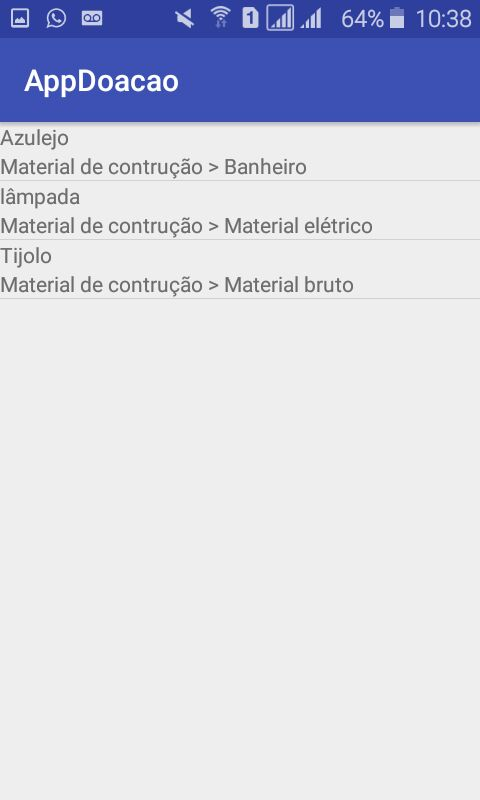 1 64% 10:38
AppDoacao
Azulejo
Material de contrução > Banheiro
lâmpada
Material de contrução > Material elétrico
Tijolo
Material de contrução > Material bruto